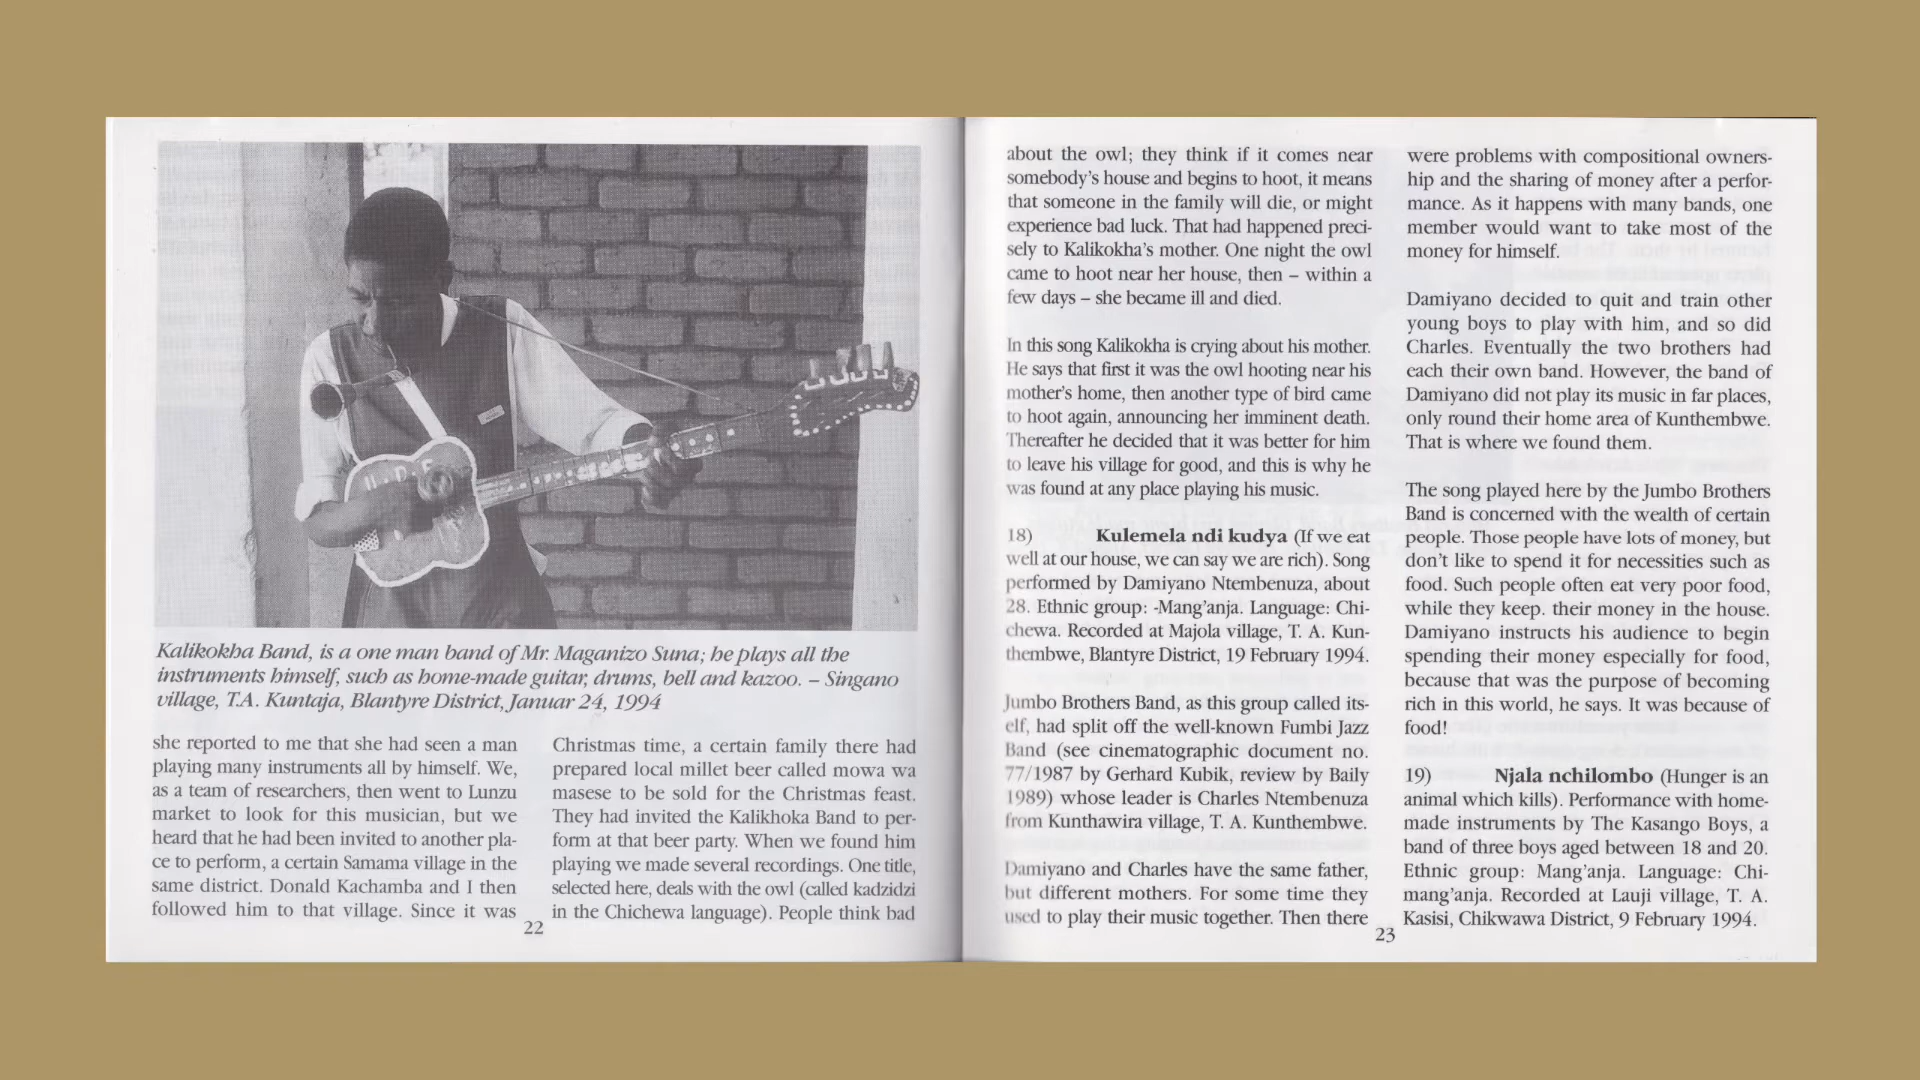 Kalikokha Band, is a one man band of Mr. Maganizo Suna; he plays all the
instruments himself, such as home-made guitar, drums, bell and kazoo. – Singano
village, T.A. Kuntaja, Blantyre District, Januar 24, 1994
she reported to me that she had seen a man
playing many instruments all by himself. We,
as a team of researchers, then went to Lunzu
market to look for this musician, but we
heard that he had been invited to another pla-
ce to perform, a certain Samama village in the
same district. Donald Kachamba and I then
followed him to that village. Since it was
Christmas time, a certain family there had
prepared local millet beer called mowa wa
masese to be sold for the Christmas feast.
They had invited the Kalikhoka Band to per-
form at that beer party. When we found him
playing we made several recordings. One title,
selected here, deals with the owl (called kadzidzi
in the Chichewa language). People think bad
22
about the owl; they think if it comes near
somebody's house and begins to hoot, it means
that someone in the family will die, or might
experience bad luck. That had happened preci-
sely to Kalikokha's mother. One night the owl
came to hoot near her house, then – within a
few days – she became ill and died.
In this song Kalikokha is crying about his mother.
He says that first it was the owl hooting near his
mother's home, then another type of bird came
to hoot again, announcing her imminent death.
Thereafter he decided that it was better for him
to leave his village for good, and this is why he
was found at any place playing his music.
18) Kulemela ndi kudya (If we eat
well at our house, we can say we are rich). Song
performed by Damiyano Ntembenuza, about
28. Ethnic group: -Mang'anja. Language: Chi-
chewa. Recorded at Majola village, T. A. Kun-
thembwe, Blantyre District, 19 February 1994.
Jumbo Brothers Band, as this group called its-
elf, had split off the well-known Fumbi Jazz
Band (see cinematographic document no.
77/1987 by Gerhard Kubik, review by Baily
1989) whose leader is Charles Ntembenuza
from Kunthawira village, T. A. Kunthembwe.
Damiyano and Charles have the same father,
but different mothers. For some time they
used to play their music together. Then there
were problems with compositional owners-
hip and the sharing of money after a perfor-
mance. As it happens with many bands, one
member would want to take most of the
money for himself.
Damiyano decided to quit and train other
young boys to play with him, and so did
Charles. Eventually the two brothers had
each their own band. However, the band of
Damiyano did not play its music in far places,
only round their home area of Kunthembwe.
That is where we found them.
The song played here by the Jumbo Brothers
Band is concerned with the wealth of certain
people. Those people have lots of money, but
don't like to spend it for necessities such as
food. Such people often eat very poor food,
while they keep. their money in the house.
Damiyano instructs his audience to begin
spending their money especially for food,
because that was the purpose of becoming
rich in this world, he says. It was because of
food!
19) Njala nchilombo (Hunger is an
animal which kills). Performance with home-
made instruments by The Kasango Boys, a
band of three boys aged between 18 and 20.
Ethnic group: Mang'anja. Language: Chi-
mang'anja. Recorded at Lauji village, T. A.
Kasisi, Chikwawa District, 9 February 1994.
23